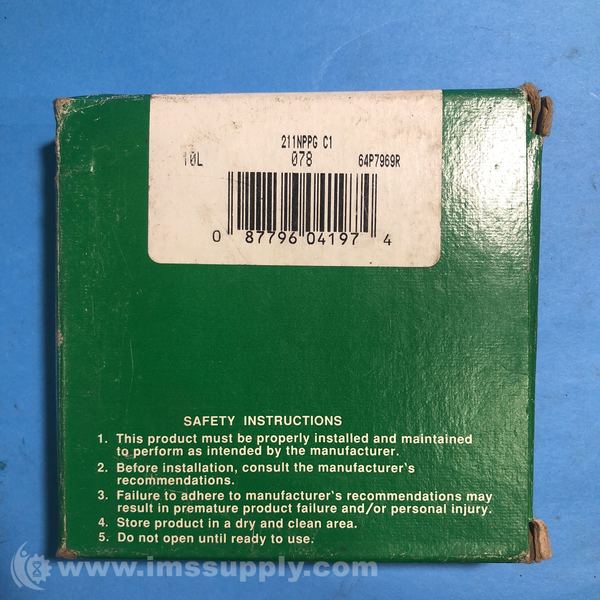 211NPPG C1
10L 078 64P7969R
0 87796 04197 4
SAFETY INSTRUCTIONS
1. This product must be properly installed and maintained
to perform as intended by the manufacturer.
2. Before installation, consult the manufacturer's
recommendations.
3. Failure to adhere to manufacturer's recommendations may
result in premature product failure and/or personal injury.
4. Store product in a dry and clean area.
5. Do not open until ready to use.
www.imssupply.com/